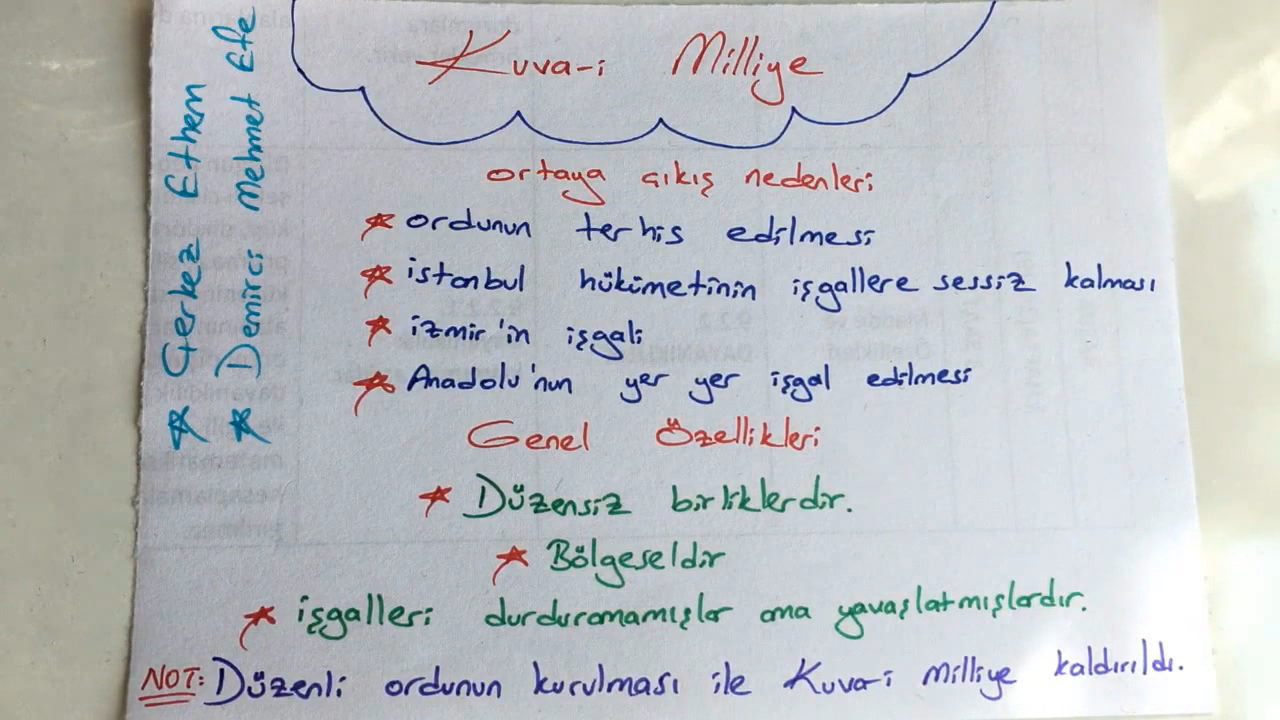 Kuva-i Milliye
ortaya çıkış nedenleri
* ordunun terhis edilmesi
* istanbul hükümetinin işgallere sessiz kalması
* izmir'in işgali
* Anadolu'nun yer yer işgal edilmesi
Genel Özellikleri
* Düzensiz birliklerdir.
* Bölgeseldir
* işgalleri durduramamışlar ama yavaşlatmışlardır.
NOT: Düzenli ordunun kurulması ile Kuva-i Milliye kaldırıldı.
* Çerkez Ethem
* Demirci Mehmet Efe